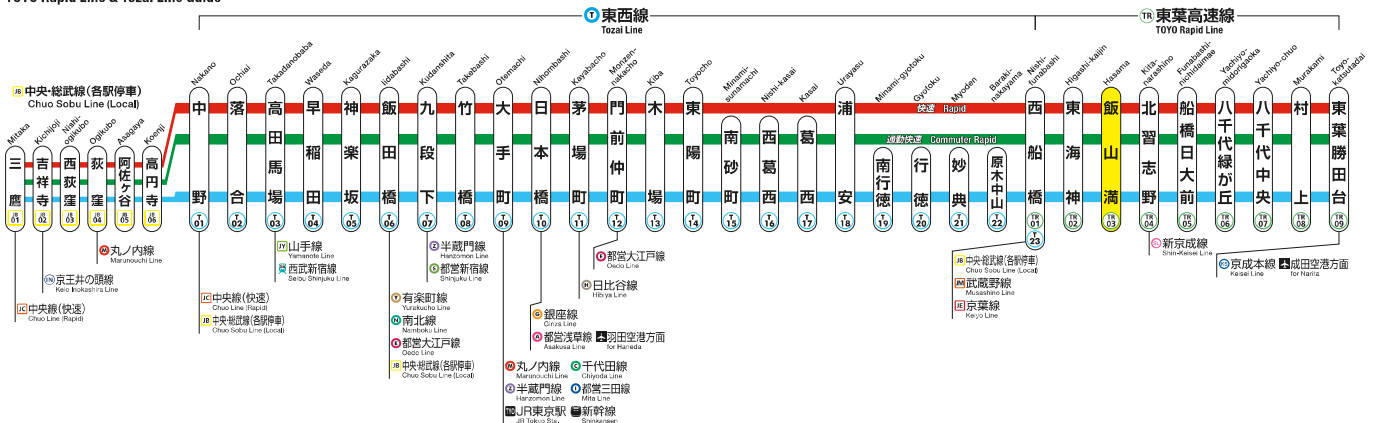 TOYO Rapid Line & Tozai Line Guide
T 東西線
Tozai Line
TR 東葉高速線
TOYO Rapid Line
JB 中央・総武線(各駅停車)
Chuo Sobu Line (Local)
Mitaka
Kichijoji
Nishi-ogikubo
Ogikubo
Asagaya
Koenji
Nakano
Ochiai
Takadanobaba
Waseda
Kagurazaka
Iidabashi
Kudanshita
Takebashi
Otemachi
Nihombashi
Kayabacho
Monzen-nakacho
Kiba
Toyocho
Minami-sunamachi
Nishi-kasai
Kasai
Urayasu
Minami-gyotoku
Gyotoku
Myoden
Baraki-nakayama
Nishi-funabashi
Higashi-kaijin
Hasama
Kita-narashino
Funabashi-nichidaimae
Yachiyo-midorigaoka
Yachiyo-chuo
Murakami
Toyo-katsutadai
快速 Rapid
通勤快速 Commuter Rapid
三鷹 JB 01
吉祥寺 JB 02
西荻窪 JB 03
荻窪 JB 04
阿佐ヶ谷 JB 05
高円寺 JB 06
中野 T 01
落合 T 02
高田馬場 T 03
早稲田 T 04
神楽坂 T 05
飯田橋 T 06
九段下 T 07
竹橋 T 08
大手町 T 09
日本橋 T 10
茅場町 T 11
門前仲町 T 12
木場 T 13
東陽町 T 14
南砂町 T 15
西葛西 T 16
葛西 T 17
浦安 T 18
南行徳 T 19
行徳 T 20
妙典 T 21
原木中山 T 22
西船橋 TR 01 T 23
東海神 TR 02
飯山満 TR 03
北習志野 TR 04
船橋日大前 TR 05
八千代緑が丘 TR 06
八千代中央 TR 07
村上 TR 08
東葉勝田台 TR 09
M 丸ノ内線
Marunouchi Line
IN 京王井の頭線
Keio Inokashira Line
JC 中央線(快速)
Chuo Line (Rapid)
JC 中央線(快速)
Chuo Line (Rapid)
JB 中央・総武線(各駅停車)
Chuo Sobu Line (Local)
JY 山手線
Yamanote Line
西武新宿線
Seibu Shinjuku Line
Y 有楽町線
Yurakucho Line
N 南北線
Namboku Line
E 都営大江戸線
Oedo Line
JB 中央・総武線(各駅停車)
Chuo Sobu Line (Local)
Z 半蔵門線
Hanzomon Line
S 都営新宿線
Shinjuku Line
M 丸ノ内線
Marunouchi Line
C 千代田線
Chiyoda Line
Z 半蔵門線
Hanzomon Line
I 都営三田線
Mita Line
TYO JR東京駅
JR Tokyo Sta.
新幹線
Shinkansen
G 銀座線
Ginza Line
A 都営浅草線
Asakusa Line
羽田空港方面
for Haneda
H 日比谷線
Hibiya Line
E 都営大江戸線
Oedo Line
JB 中央・総武線(各駅停車)
Chuo Sobu Line (Local)
JM 武蔵野線
Musashino Line
JE 京葉線
Keiyo Line
SL 新京成線
Shin-Keisei Line
KS 京成本線
Keisei Line
成田空港方面
for Narita